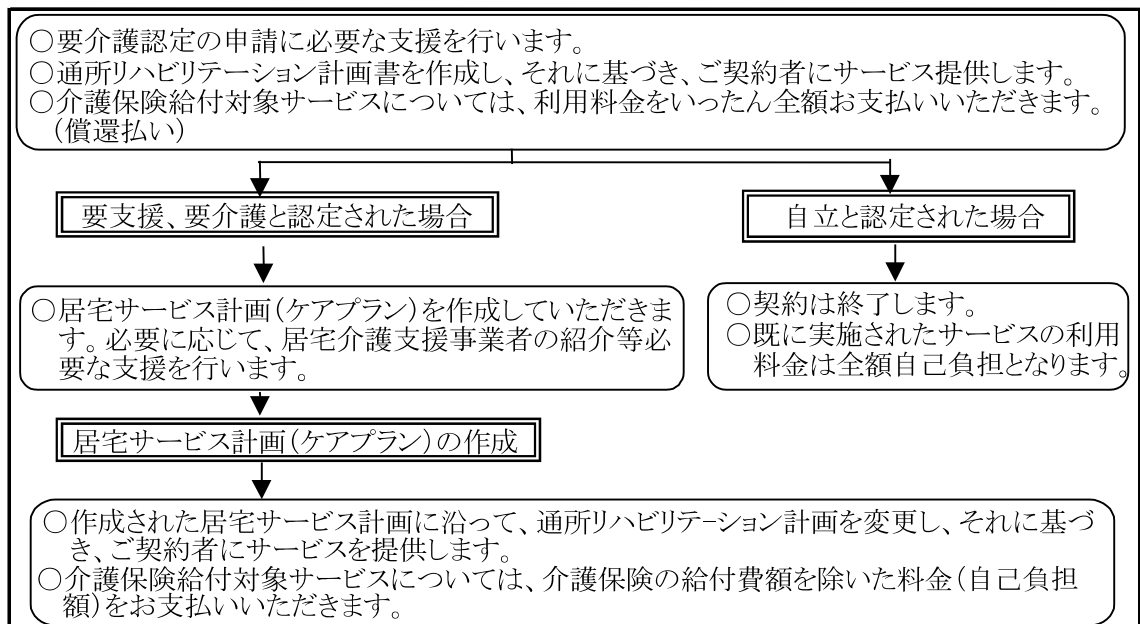 ○要介護認定の申請に必要な支援を行います。
○通所リハビリテーション計画書を作成し、それに基づき、ご契約者にサービス提供します。
○介護保険給付対象サービスについては、利用料金をいったん全額お支払いいただきます。
(償還払い)
要支援、要介護と認定された場合
自立と認定された場合
○居宅サービス計画(ケアプラン)を作成していただきま
す。必要に応じて、居宅介護支援事業者の紹介等必
要な支援を行います。
○契約は終了します。
○既に実施されたサービスの利用
料金は全額自己負担となります。
居宅サービス計画(ケアプラン)の作成
○作成された居宅サービス計画に沿って、通所リハビリテーション計画を変更し、それに基づ
き、ご契約者にサービスを提供します。
○介護保険給付対象サービスについては、介護保険の給付費額を除いた料金(自己負担
額)をお支払いいただきます。